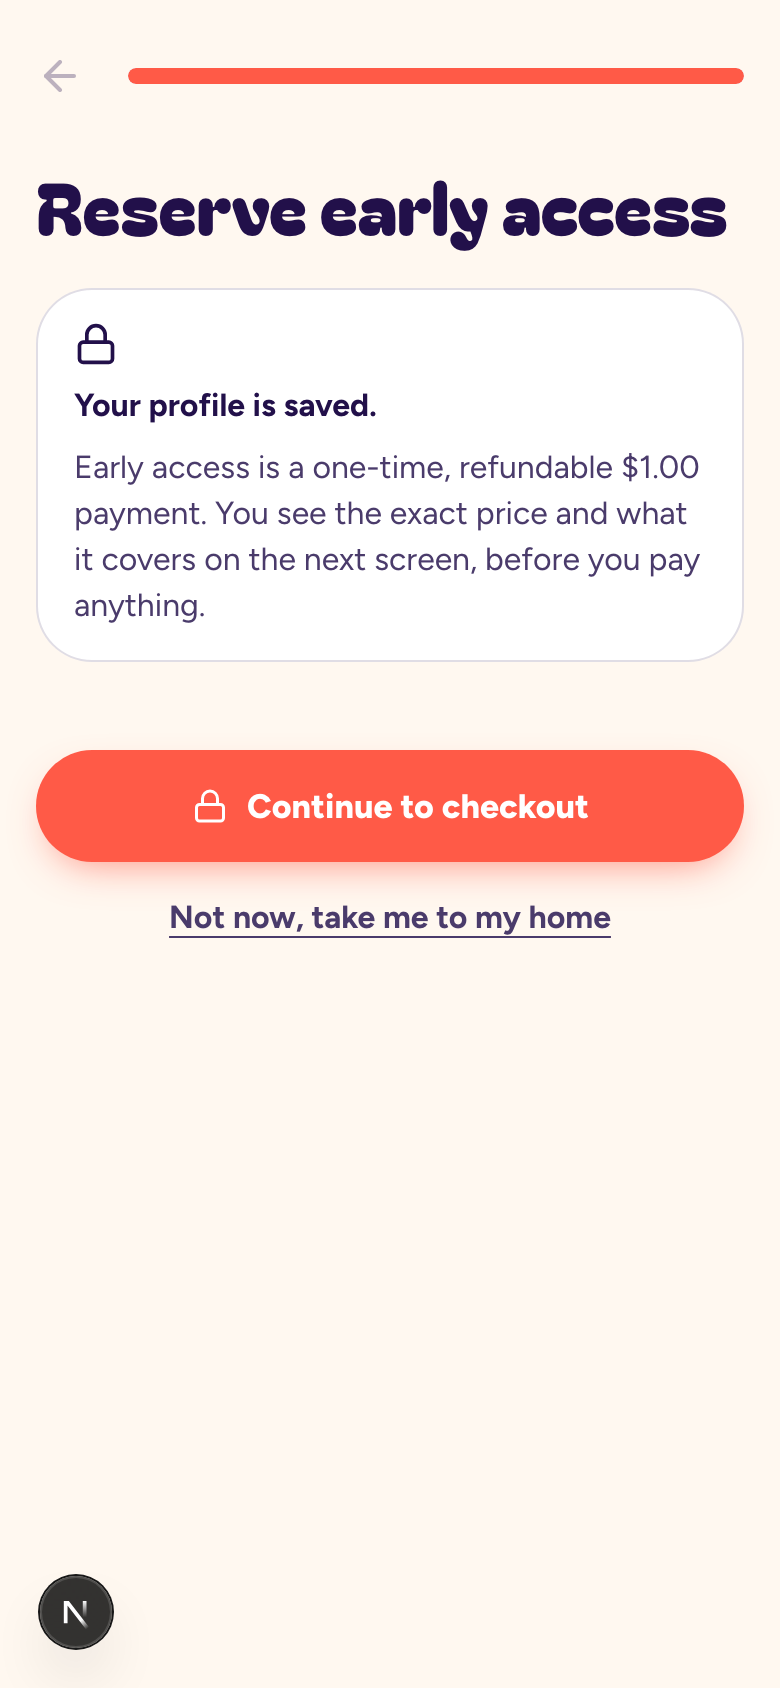 Reserve early access
Your profile is saved.
Early access is a one-time, refundable $1.00
payment. You see the exact price and what
it covers on the next screen, before you pay
anything.
Continue to checkout
Not now, take me to my home
N